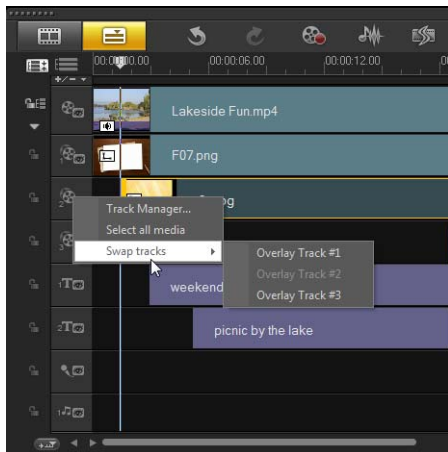 00:00:00.00 00:00:06.00 00:00:12.00
+/-
Lakeside Fun.mp4
F07.png
Track Manager...
Select all media
Swap tracks
Overlay Track #1
Overlay Track #2
Overlay Track #3
weekend
picnic by the lake
1T
2T